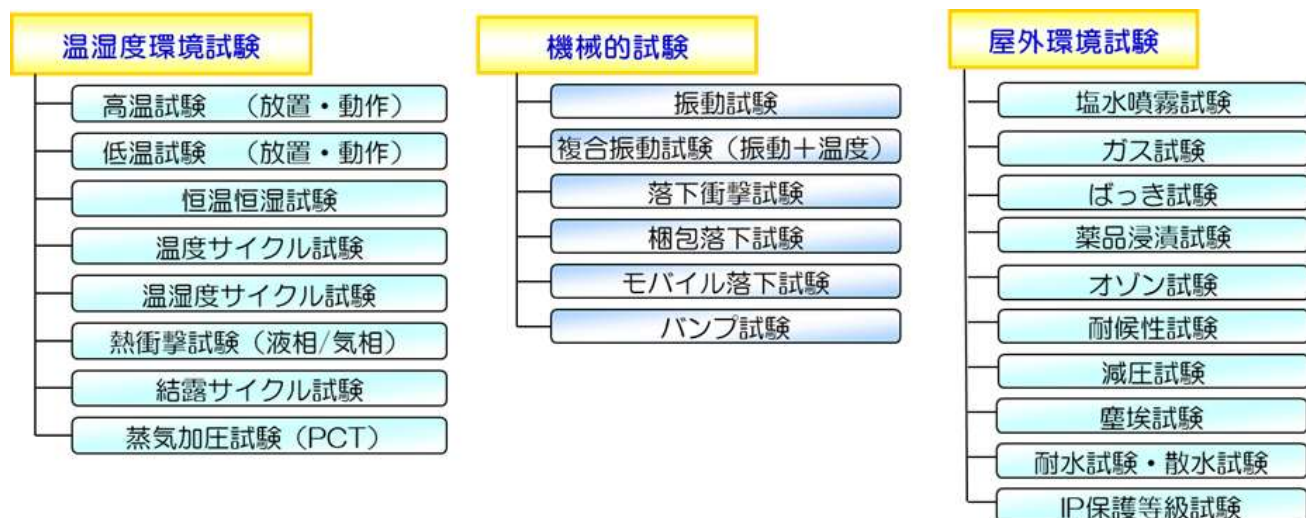 温湿度環境試験
高温試験　（放置・動作）
低温試験　（放置・動作）
恒温恒湿試験
温度サイクル試験
温湿度サイクル試験
熱衝撃試験（液相/気相）
結露サイクル試験
蒸気加圧試験（PCT）
機械的試験
振動試験
複合振動試験（振動＋温度）
落下衝撃試験
梱包落下試験
モバイル落下試験
バンプ試験
屋外環境試験
塩水噴霧試験
ガス試験
ばっき試験
薬品浸漬試験
オゾン試験
耐候性試験
減圧試験
塵埃試験
耐水試験・散水試験
IP保護等級試験